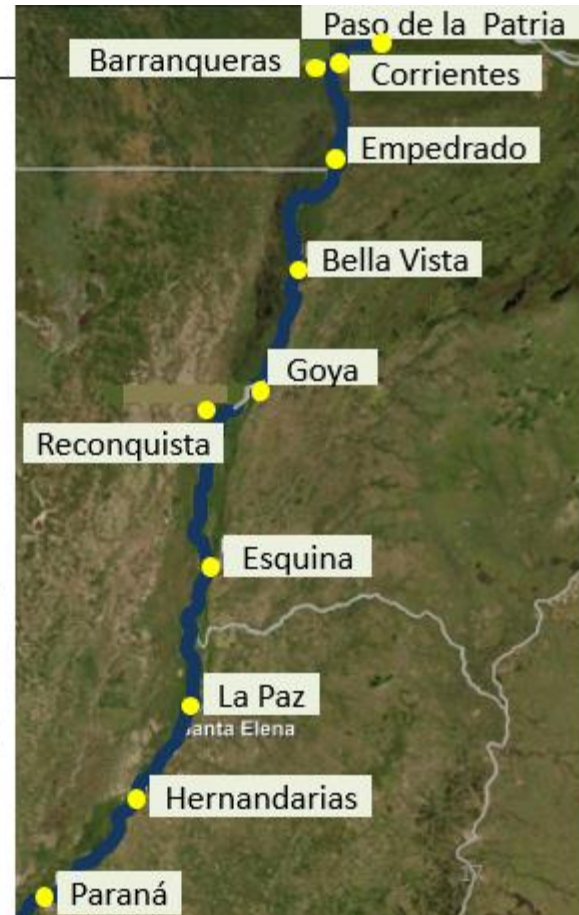 Paso de la Patria
Barranqueras
Corrientes
Empedrado
Bella Vista
Goya
Reconquista
Esquina
La Paz
Santa Elena
Hernandarias
Paraná